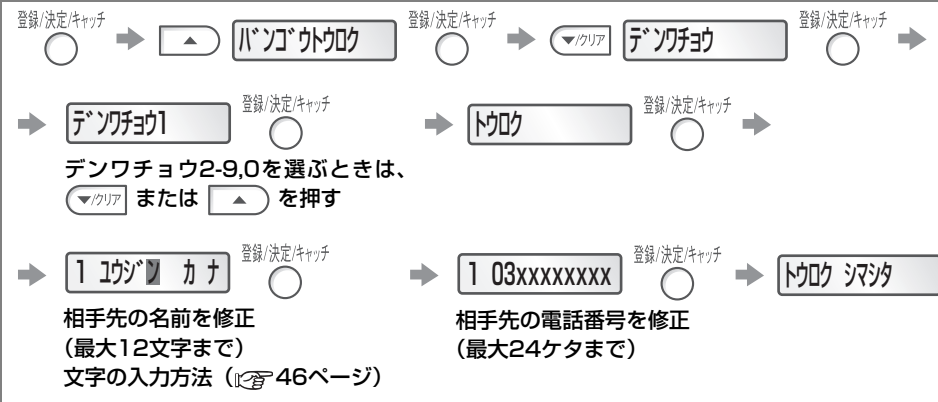 登録/決定/キャッチ
▲
バンゴウトウロク
登録/決定/キャッチ
▼/クリア
デンワチョウ
登録/決定/キャッチ
デンワチョウ1
登録/決定/キャッチ
トウロク
登録/決定/キャッチ
デンワチョウ2-9,0を選ぶときは、
▼/クリア または ▲ を押す
1 ユウジン カナ
登録/決定/キャッチ
1 03xxxxxxxx
登録/決定/キャッチ
トウロク シマシタ
相手先の名前を修正
(最大12文字まで)
文字の入力方法(☞46ページ)
相手先の電話番号を修正
(最大24ケタまで)